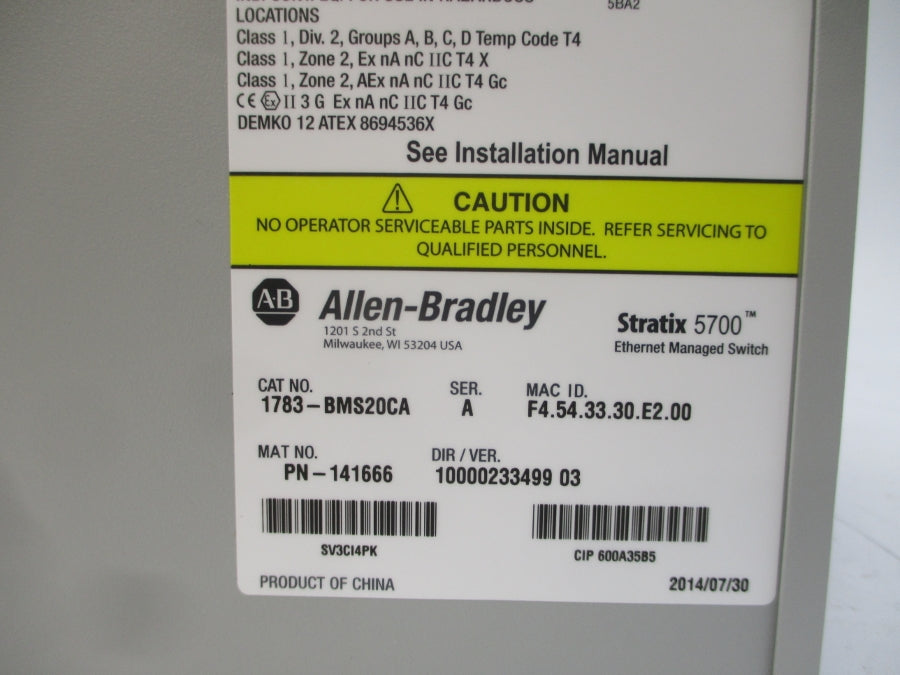 LOCATIONS
5BA2
Class 1, Div. 2, Groups A, B, C, D Temp Code T4
Class 1, Zone 2, Ex nA nC IIC T4 X
Class 1, Zone 2, AEx nA nC IIC T4 Gc
CE Ex II 3 G Ex nA nC IIC T4 Gc
DEMKO 12 ATEX 8694536X
See Installation Manual
CAUTION
NO OPERATOR SERVICEABLE PARTS INSIDE. REFER SERVICING TO
QUALIFIED PERSONNEL.
A-B Allen-Bradley
1201 S 2nd St
Milwaukee, WI 53204 USA
Stratix 5700™
Ethernet Managed Switch
CAT NO. SER. MAC ID.
1783-BMS20CA A F4.54.33.30.E2.00
MAT NO. DIR / VER.
PN-141666 10000233499 03
SV3CI4PK CIP 600A35B5
PRODUCT OF CHINA 2014/07/30